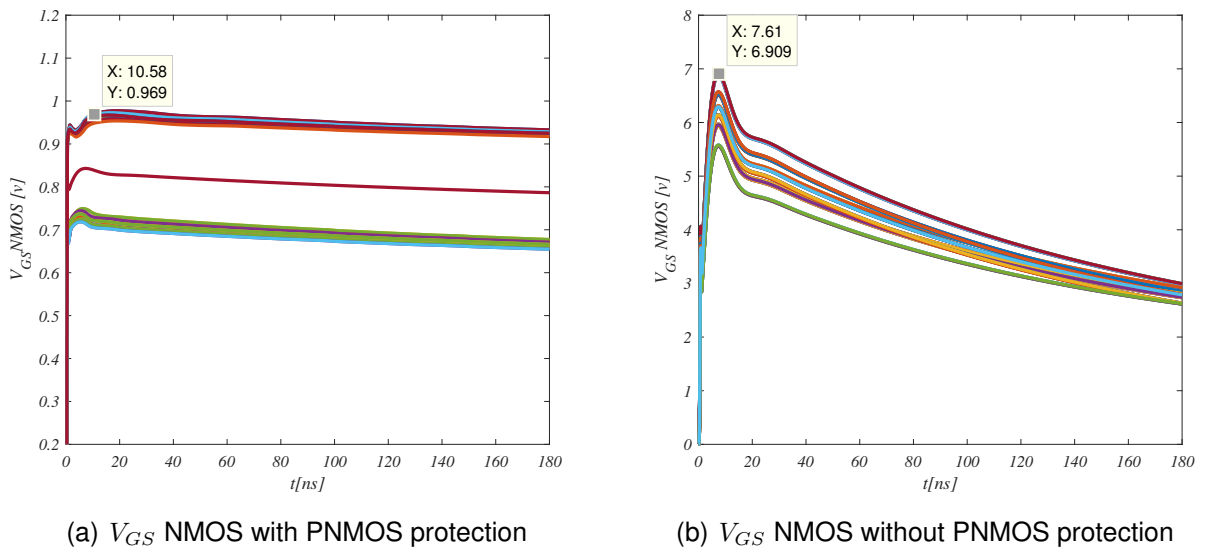 1.2
1.1
1
0.9
0.8
0.7
0.6
0.5
0.4
0.3
0.2
V_GS NMOS [v]
X: 10.58
Y: 0.969
0 20 40 60 80 100 120 140 160 180
t[ns]
(a) V_GS NMOS with PNMOS protection
8
7
6
5
4
3
2
1
0
V_GS NMOS [v]
X: 7.61
Y: 6.909
0 20 40 60 80 100 120 140 160 180
t[ns]
(b) V_GS NMOS without PNMOS protection